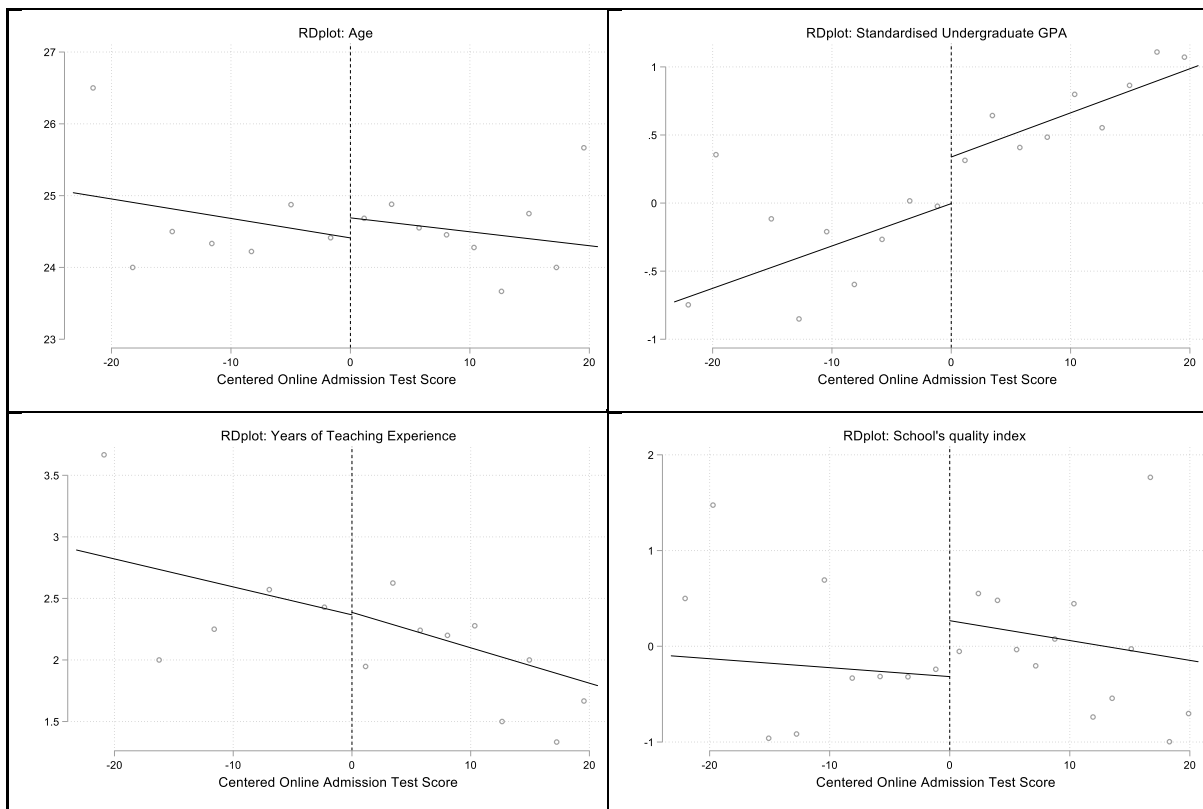 RDplot: Age
27
26
25
24
23
-20 -10 0 10 20
Centered Online Admission Test Score
RDplot: Standardised Undergraduate GPA
1
.5
0
-.5
-1
-20 -10 0 10 20
Centered Online Admission Test Score
RDplot: Years of Teaching Experience
3.5
3
2.5
2
1.5
-20 -10 0 10 20
Centered Online Admission Test Score
RDplot: School's quality index
2
1
0
-1
-20 -10 0 10 20
Centered Online Admission Test Score